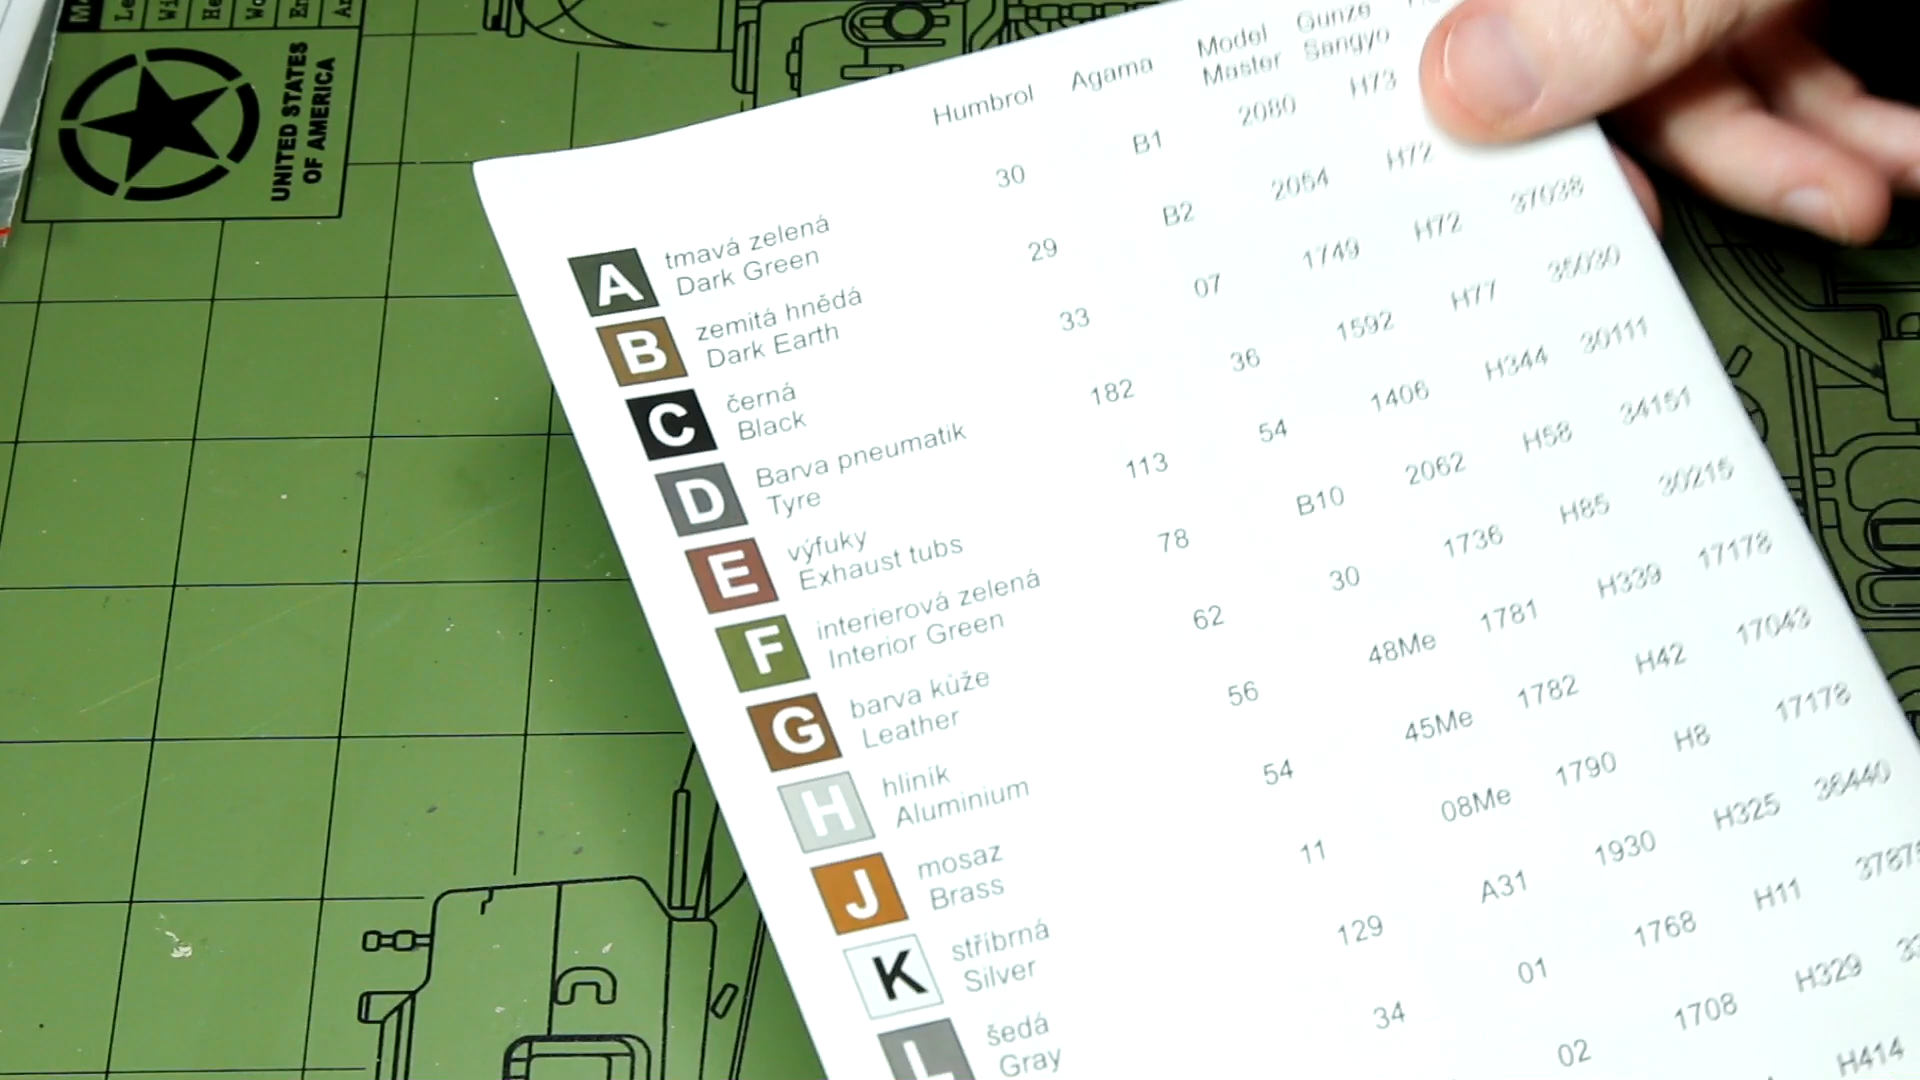 UNITED STATES
OF AMERICA
Humbrol Agama Model Master Gunze Sangyo
A tmavá zelená
Dark Green 30 B1 2080 H73
B zemitá hnědá
Dark Earth 29 B2 2054 H72
C černá
Black 33 07 1749 H72 37038
D Barva pneumatik
Tyre 182 36 1592 H77 35030
E výfuky
Exhaust tubs 113 54 1406 H344 30111
F interierová zelená
Interior Green 78 B10 2062 H58 34151
G barva kůže
Leather 62 30 1736 H85 30215
H hliník
Aluminium 56 48Me 1781 H339 17178
J mosaz
Brass 54 45Me 1782 H42 17043
K stříbrná
Silver 11 08Me 1790 H8 17178
L šedá
Gray 129 A31 1930 H325 36440
34 01 1768 H11
02 1708 H329
H414